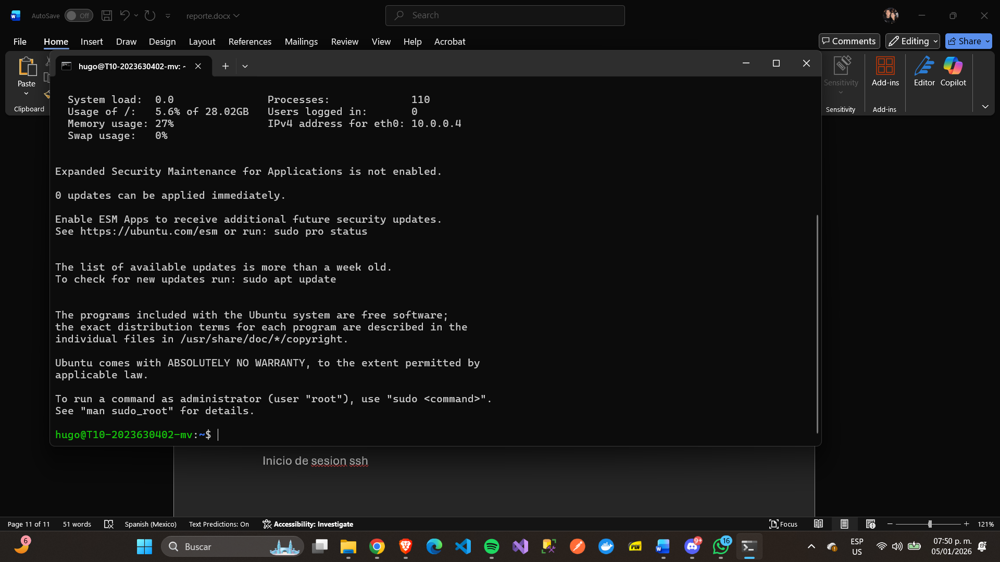 AutoSave Off reporte.docx Search
File Home Insert Draw Design Layout References Mailings Review View Help Acrobat Comments Editing Share
hugo@T10-2023630402-mv: ~
Paste
Clipboard
Sensitivity Add-ins Editor Copilot
Sensitivity Add-ins
System load: 0.0 Processes: 110
Usage of /: 5.6% of 28.02GB Users logged in: 0
Memory usage: 27% IPv4 address for eth0: 10.0.0.4
Swap usage: 0%
Expanded Security Maintenance for Applications is not enabled.
0 updates can be applied immediately.
Enable ESM Apps to receive additional future security updates.
See https://ubuntu.com/esm or run: sudo pro status
The list of available updates is more than a week old.
To check for new updates run: sudo apt update
The programs included with the Ubuntu system are free software;
the exact distribution terms for each program are described in the
individual files in /usr/share/doc/*/copyright.
Ubuntu comes with ABSOLUTELY NO WARRANTY, to the extent permitted by
applicable law.
To run a command as administrator (user "root"), use "sudo <command>".
See "man sudo_root" for details.
hugo@T10-2023630402-mv:~$
Inicio de sesion ssh
Page 11 of 11 51 words Spanish (Mexico) Text Predictions: On Accessibility: Investigate Focus 121%
6 Buscar PDF 9+ 16 ESP 07:50 p. m.
US 05/01/2026